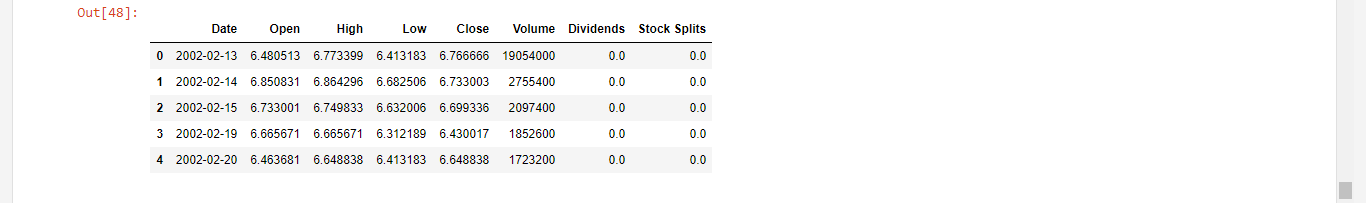 Out[48]:
Date Open High Low Close Volume Dividends Stock Splits
0 2002-02-13 6.480513 6.773399 6.413183 6.766666 19054000 0.0 0.0
1 2002-02-14 6.850831 6.864296 6.682506 6.733003 2755400 0.0 0.0
2 2002-02-15 6.733001 6.749833 6.632006 6.699336 2097400 0.0 0.0
3 2002-02-19 6.665671 6.665671 6.312189 6.430017 1852600 0.0 0.0
4 2002-02-20 6.463681 6.648838 6.413183 6.648838 1723200 0.0 0.0